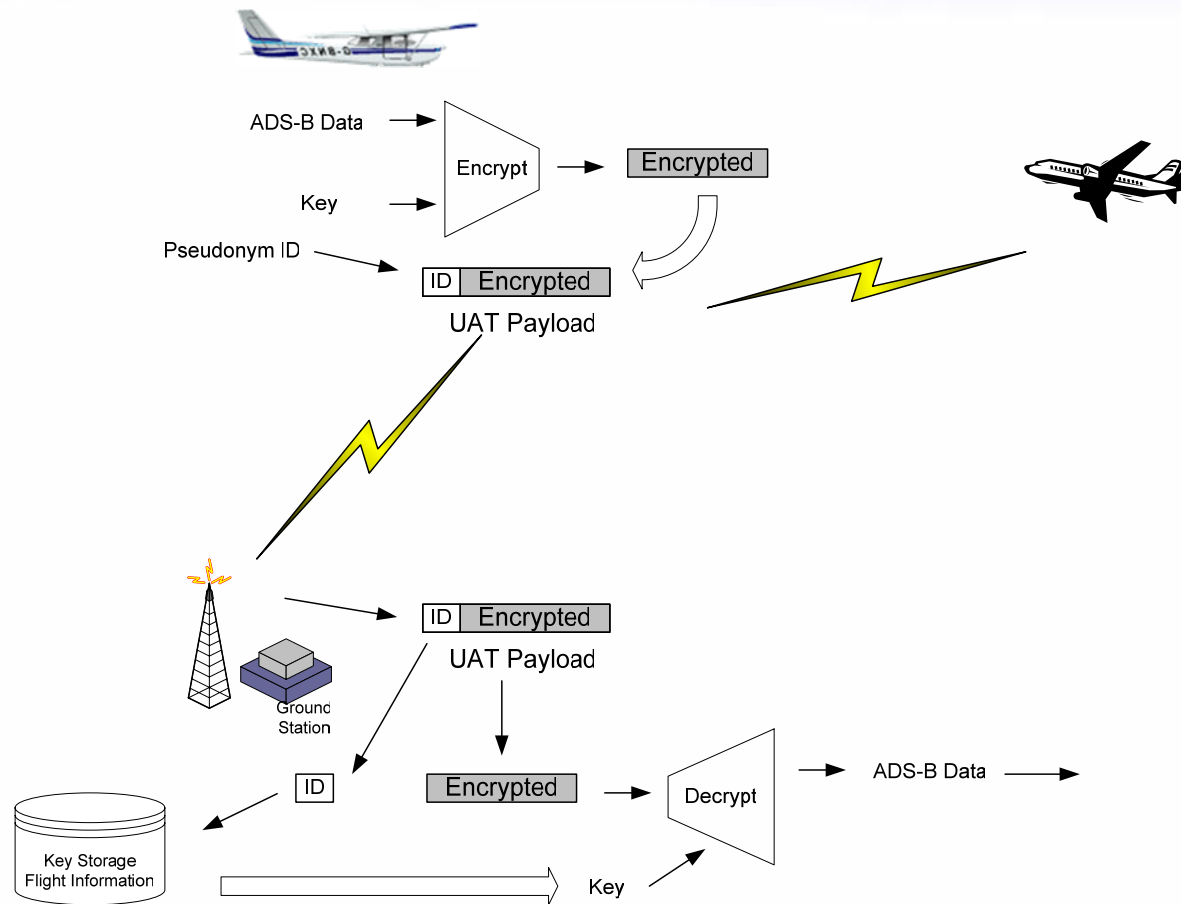 G-BNXC
ADS-B Data
Encrypt
Encrypted
Key
Pseudonym ID
ID
Encrypted
UAT Payload
ID
Encrypted
UAT Payload
Ground
Station
ID
Encrypted
Decrypt
ADS-B Data
Key Storage
Flight Information
Key